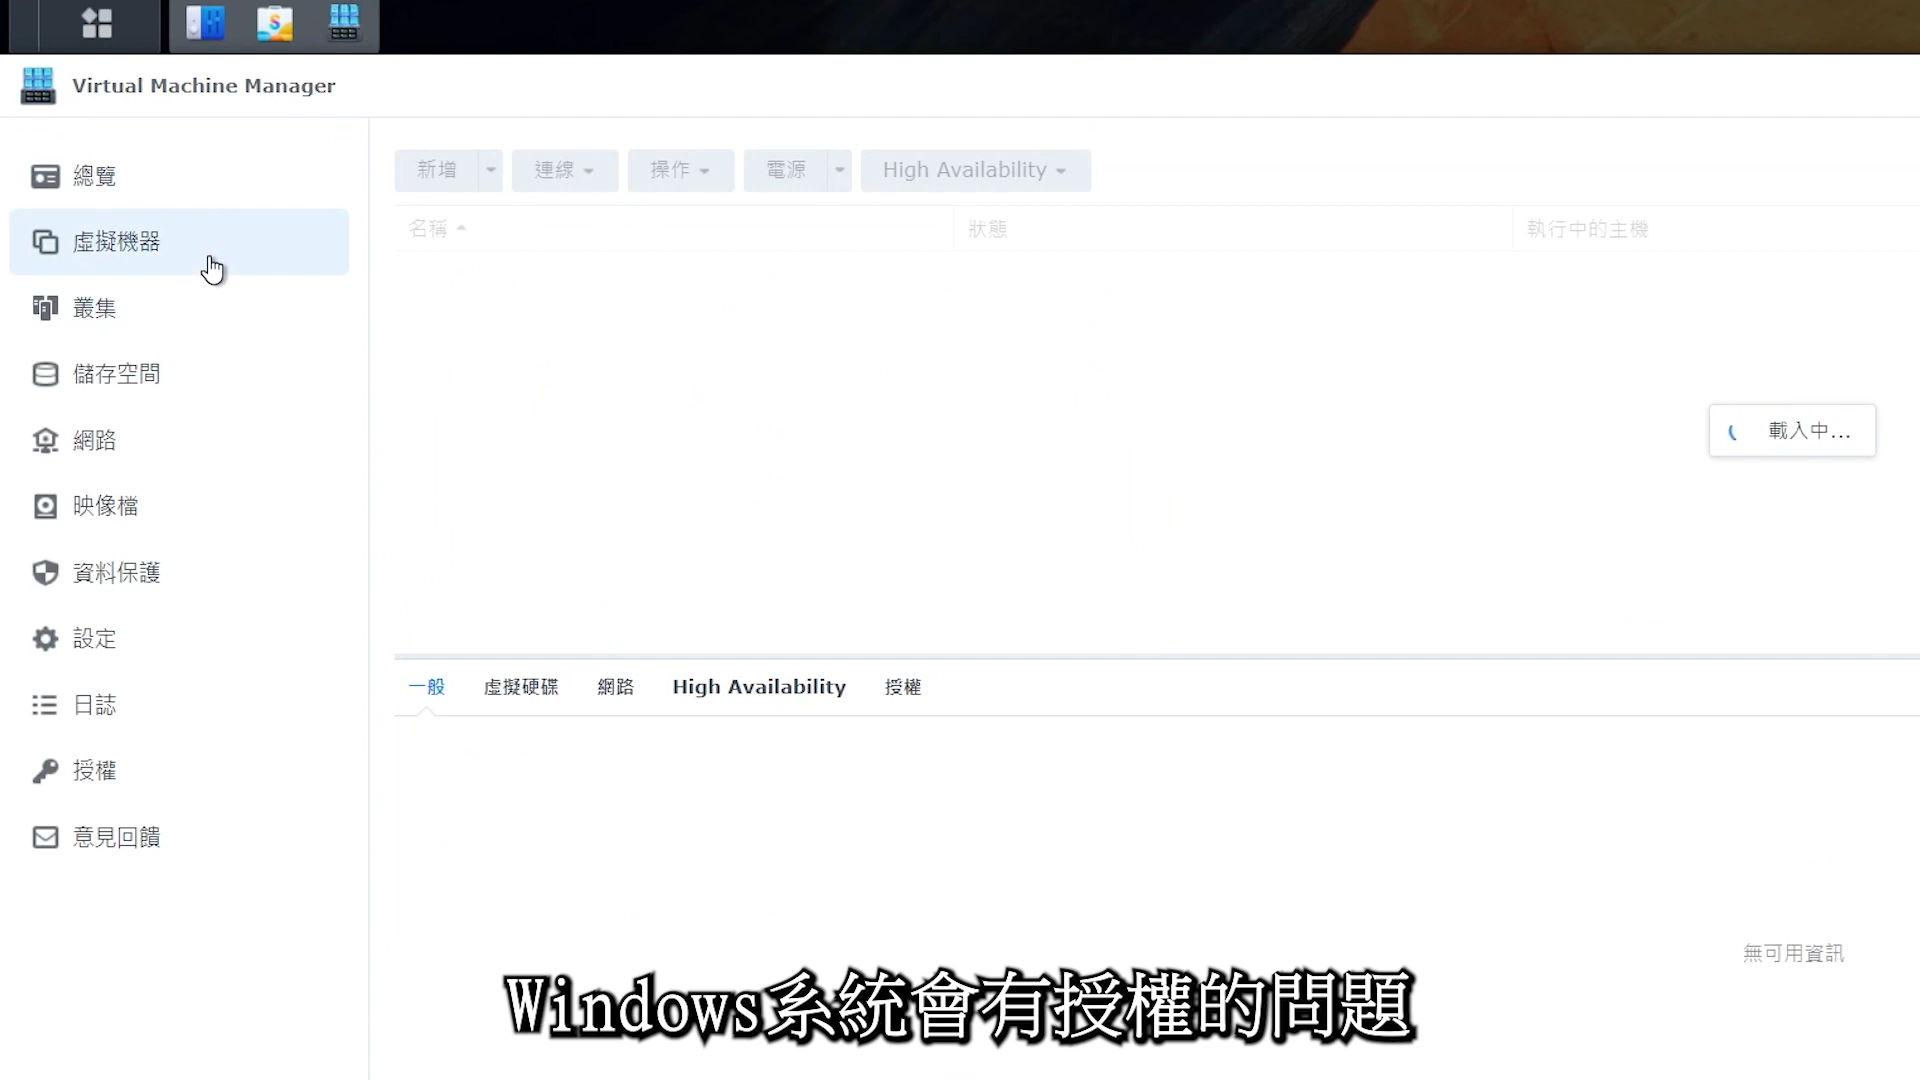 Virtual Machine Manager
總覽
虛擬機器
叢集
儲存空間
網路
映像檔
資料保護
設定
日誌
授權
意見回饋
新增 連線 操作 電源 High Availability
名稱 狀態 執行中的主機
載入中...
一般 虛擬硬碟 網路 High Availability 授權
無可用資訊
Windows系統會有授權的問題